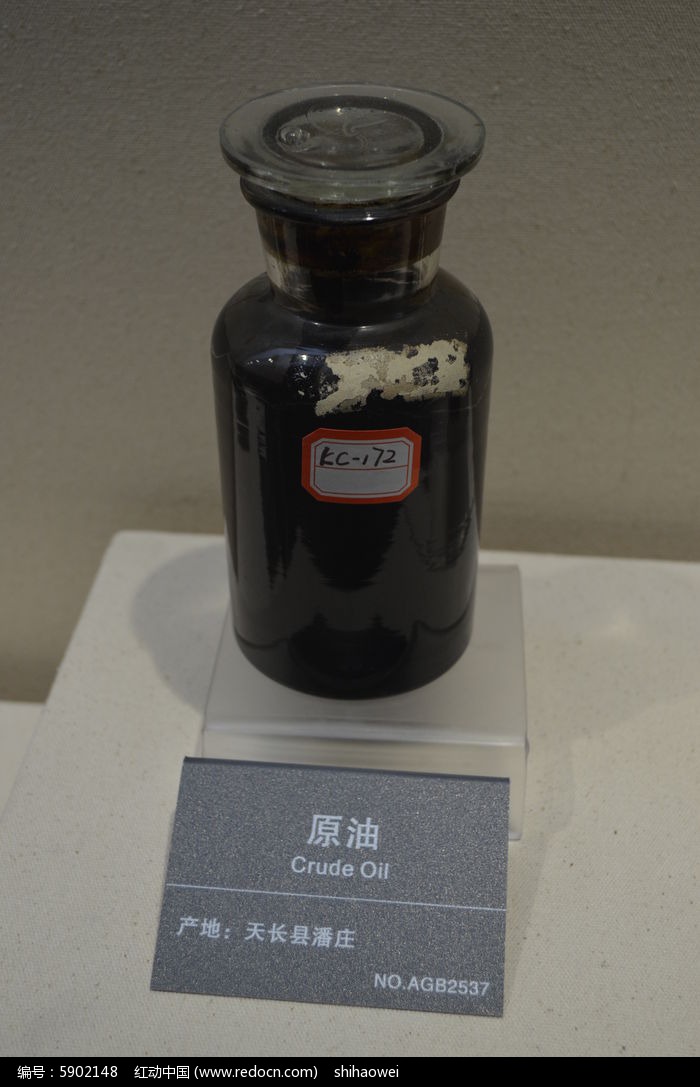 KC-172
原油
Crude Oil
产地：天长县潘庄
NO.AGB2537
编号：5902148 红动中国 (www.redocn.com) shihaowei